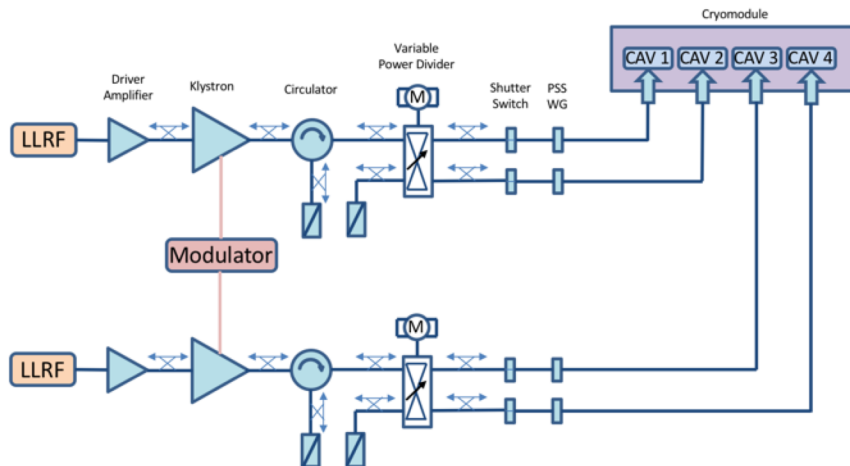 Cryomodule
CAV 1
CAV 2
CAV 3
CAV 4
Variable
Power Divider
Driver
Amplifier
Klystron
Circulator
Shutter
Switch
PSS
WG
M
LLRF
Modulator
M
LLRF